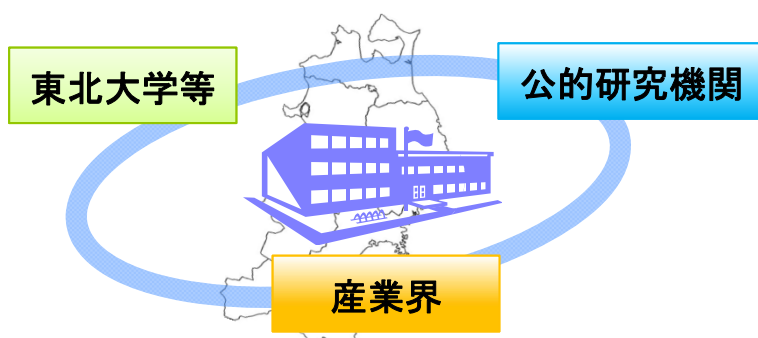 東北大学等
公的研究機関
産業界